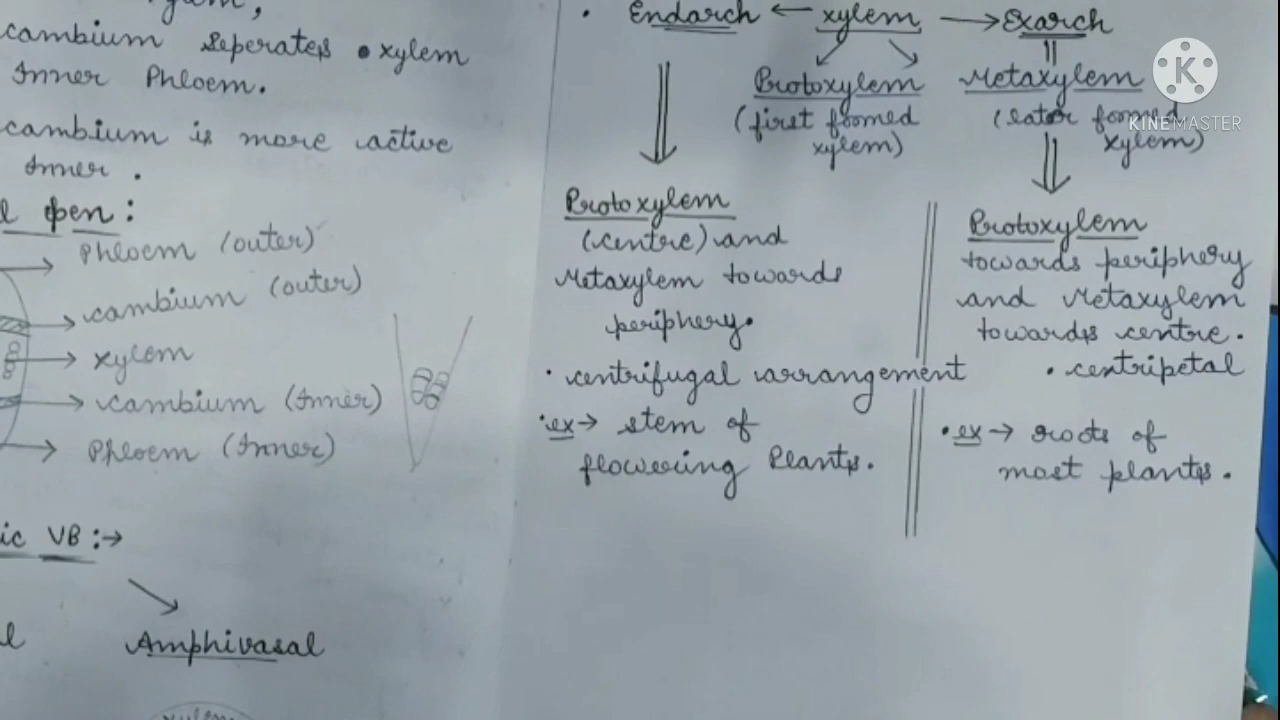 cambium Seperates • xylem
Inner Phloem.
cambium is more active
Inner .
open :
Phloem (outer)
cambium (outer)
xylem
cambium (Inner)
Phloem (Inner)
ic VB :→
Amphivasal
• Endarch ← xylem → Exarch
Protoxylem
(first formed
xylem)
Metaxylem
(later formed
xylem)
Protoxylem
(centre) and
Metaxylem towards
periphery.
• centrifugal arrangement
• ex → stem of
flowering Plants.
Protoxylem
towards periphery
and Metaxylem
towards centre.
• centripetal
• ex → roots of
most plants.
K
KINEMASTER